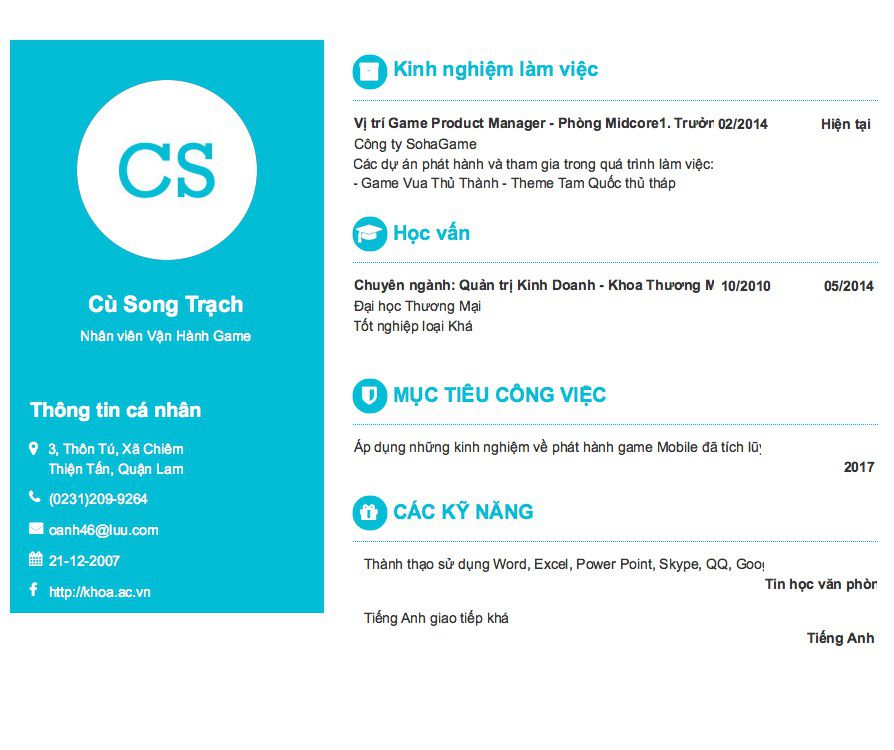 CS
Cù Song Trạch
Nhân viên Vận Hành Game
Thông tin cá nhân
3, Thôn Tú, Xã Chiêm
Thiện Tấn, Quận Lam
(0231)209-9264
oanh46@luu.com
21-12-2007
http://khoa.ac.vn
Kinh nghiệm làm việc
Vị trí Game Product Manager - Phòng Midcore1. 02/2014 Hiện tại
Công ty SohaGame
Các dự án phát hành và tham gia trong quá trình làm việc:
- Game Vua Thủ Thành - Theme Tam Quốc thủ tháp
Học vấn
Chuyên ngành: Quản trị Kinh Doanh - Khoa Thương M 10/2010 05/2014
Đại học Thương Mại
Tốt nghiệp loại Khá
MỤC TIÊU CÔNG VIỆC
Áp dụng những kinh nghiệm về phát hành game Mobile đã tích lũy
2017
CÁC KỸ NĂNG
Thành thạo sử dụng Word, Excel, Power Point, Skype, QQ,
Tin học văn phòn
Tiếng Anh giao tiếp khá
Tiếng Anh